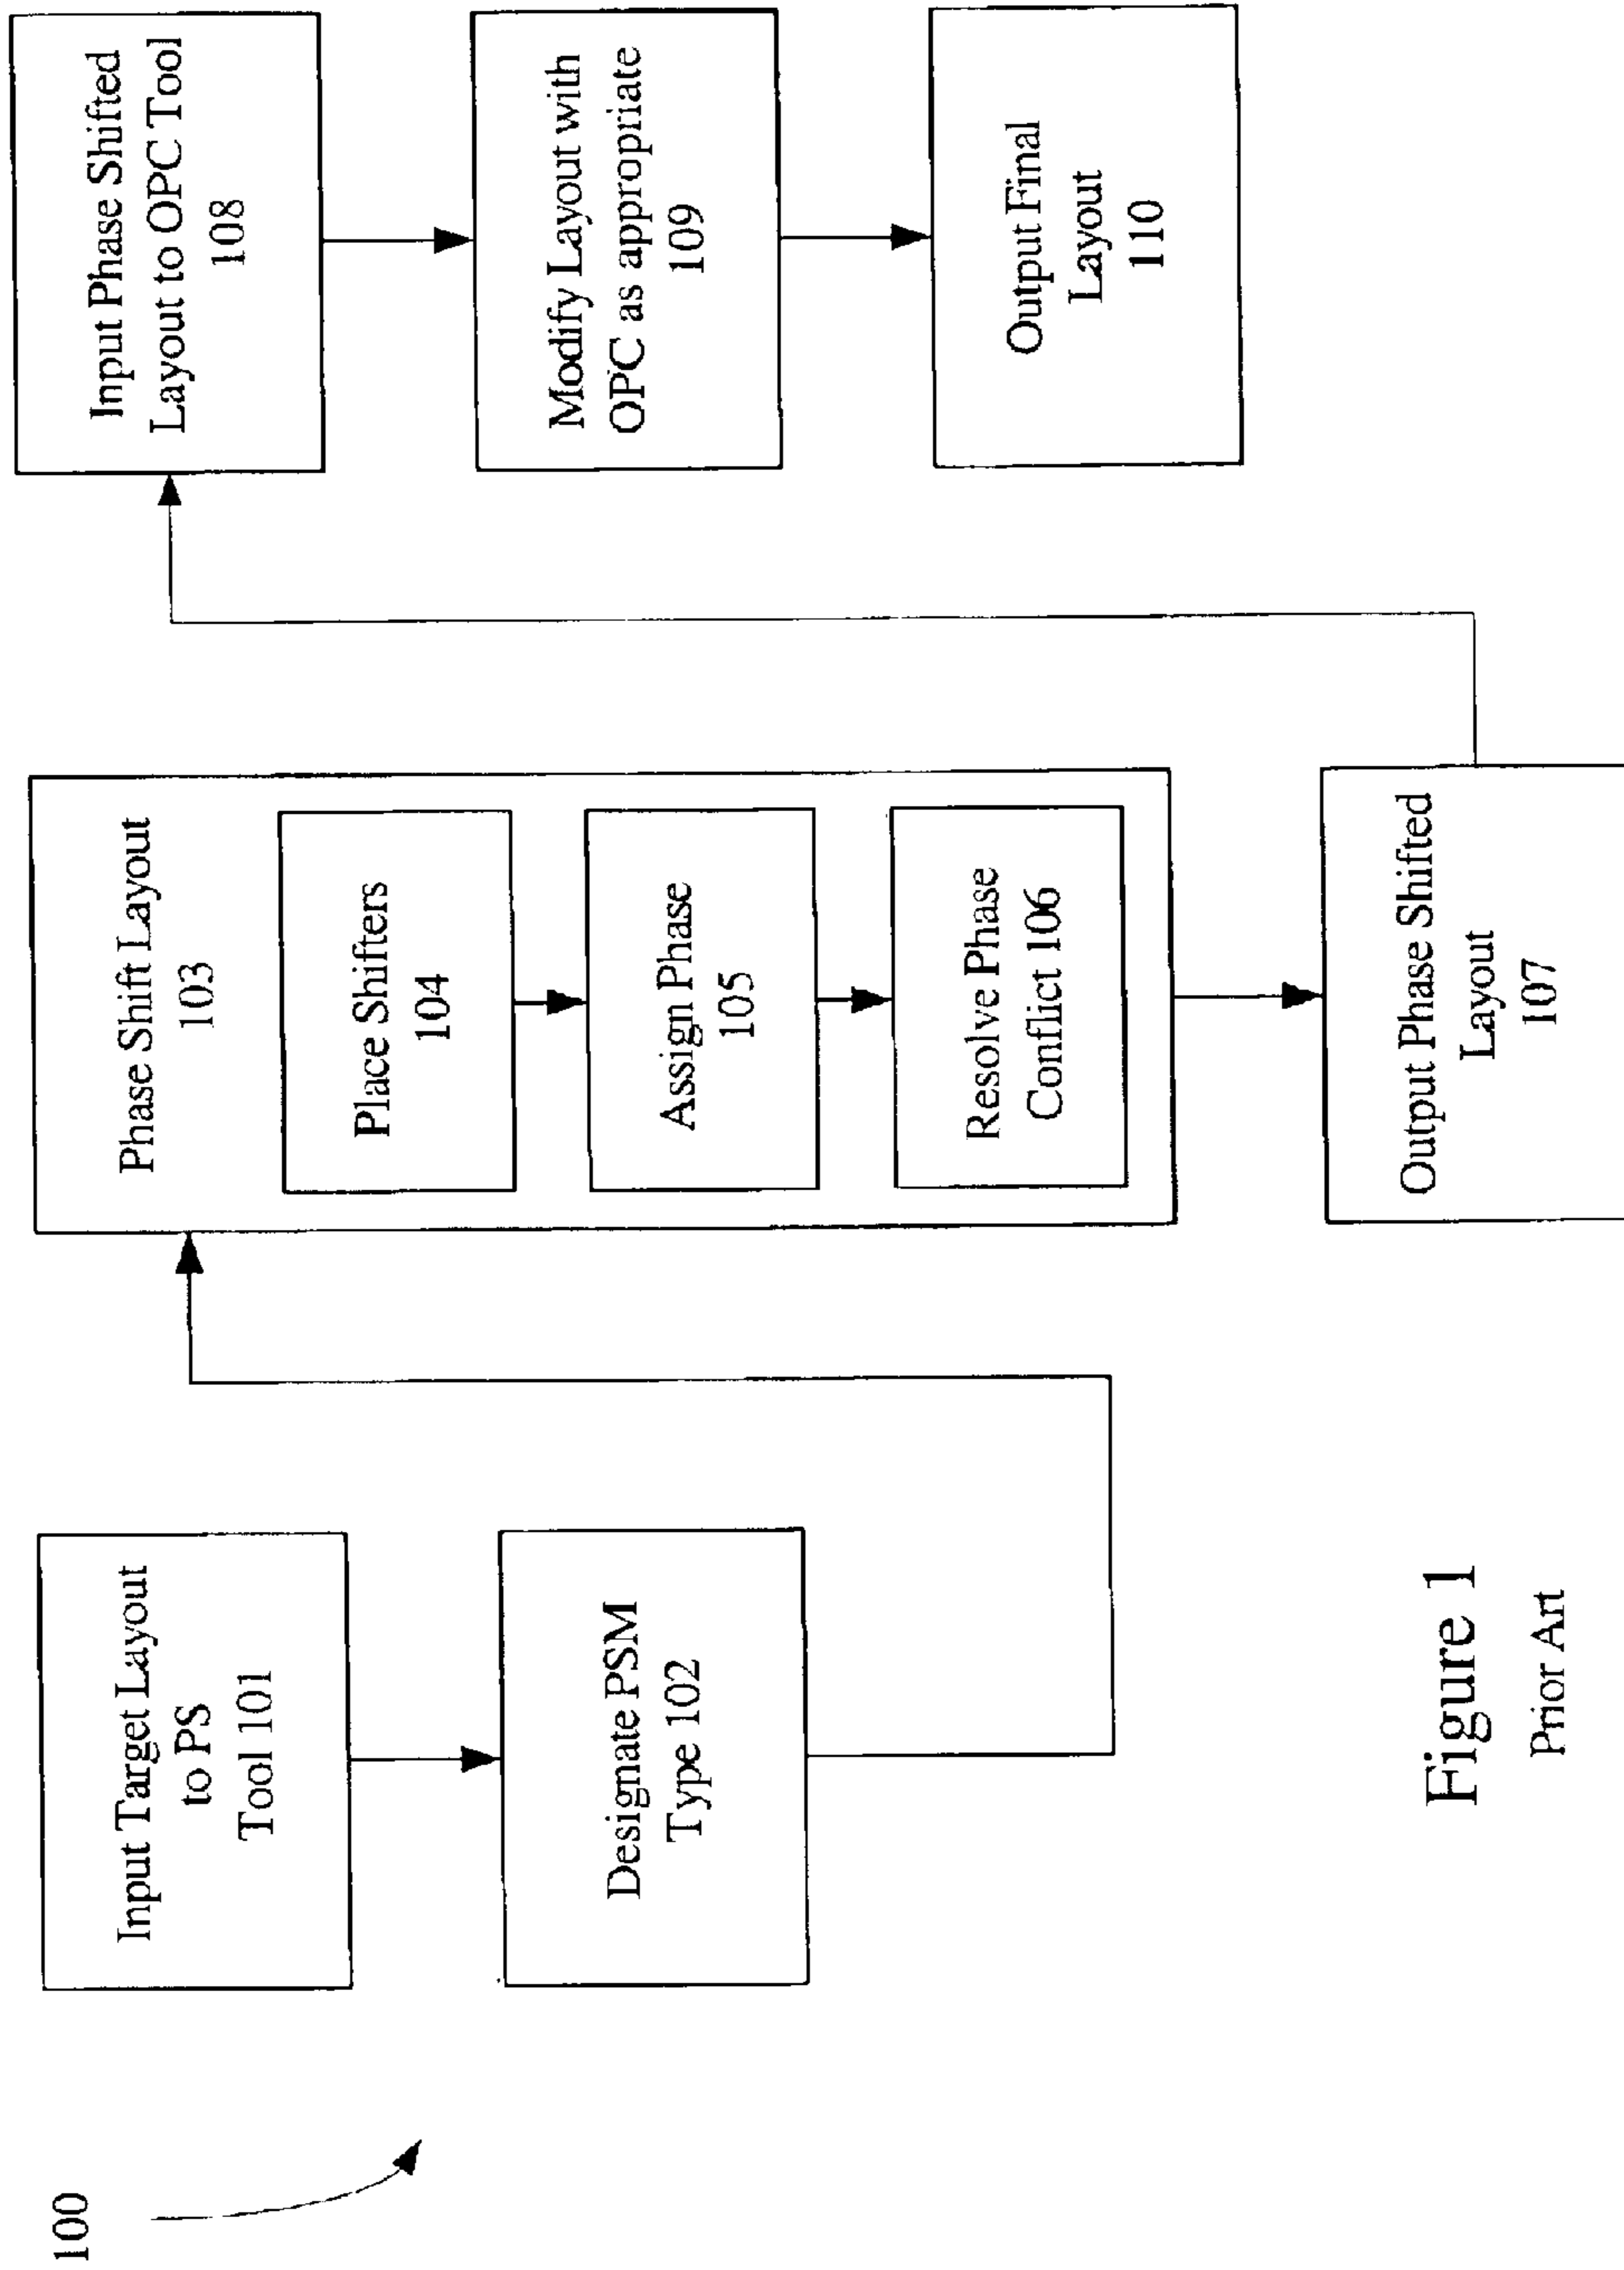 100
Input Target Layout
to PS
Tool 101
Designate PSM
Type 102
Phase Shift Layout
103
Place Shifters
104
Assign Phase
105
Resolve Phase
Conflict 106
Output Phase Shifted
Layout
107
Input Phase Shifted
Layout to OPC Tool
108
Modify Layout with
OPC as appropriate
109
Output Final
Layout
110
Figure 1
Prior Art